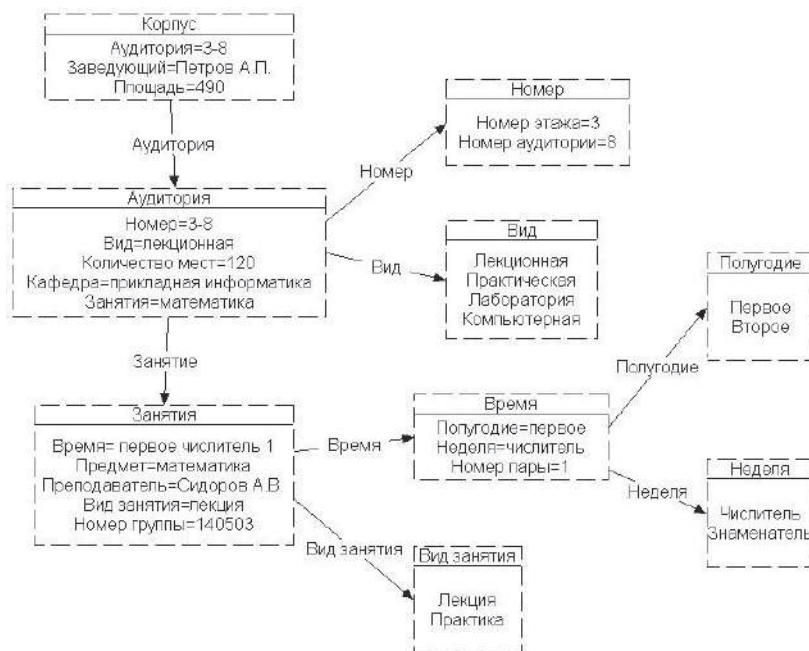 Корпус
Аудитория=3-8
Заведующий=Петров А.П.
Площадь=490
Аудитория
Номер
Номер этажа=3
Номер аудитории=8
Номер
Аудитория
Номер=3-8
Вид=лекционная
Количество мест=120
Кафедра=прикладная информатика
Занятия=математика
Вид
Вид
Лекционная
Практическая
Лаборатория
Компьютерная
Полугодие
Первое
Второе
Занятие
Полугодие
Занятия
Время= первое числитель 1
Предмет=математика
Преподаватель=Сидоров А.В
Вид занятия=лекция
Номер группы=140503
Время
Время
Полугодие=первое
Неделя=числитель
Номер пары=1
Неделя
Неделя
Числитель
Знаменатель
Вид занятия
Вид занятия
Лекция
Практика